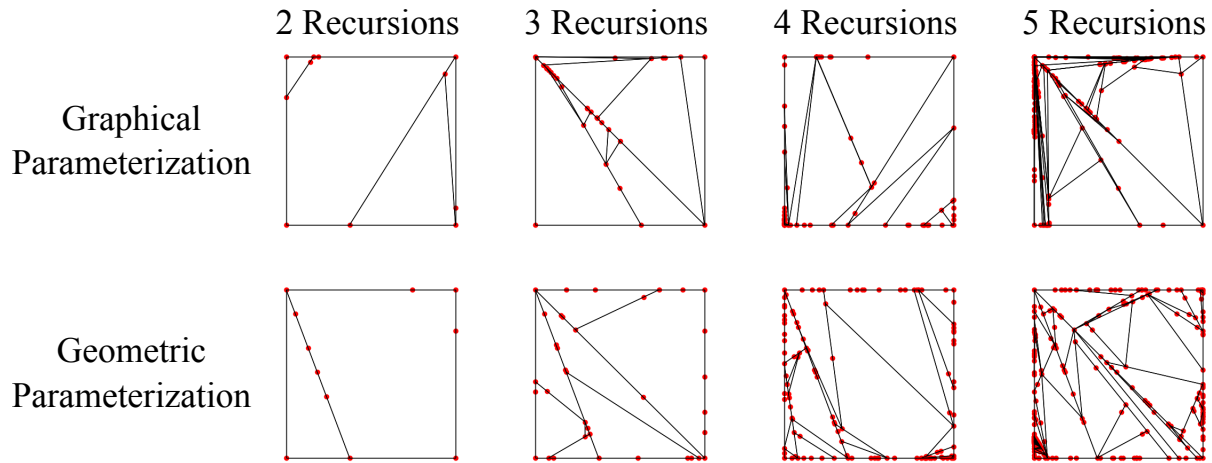 2 Recursions
3 Recursions
4 Recursions
5 Recursions
Graphical
Parameterization
Geometric
Parameterization